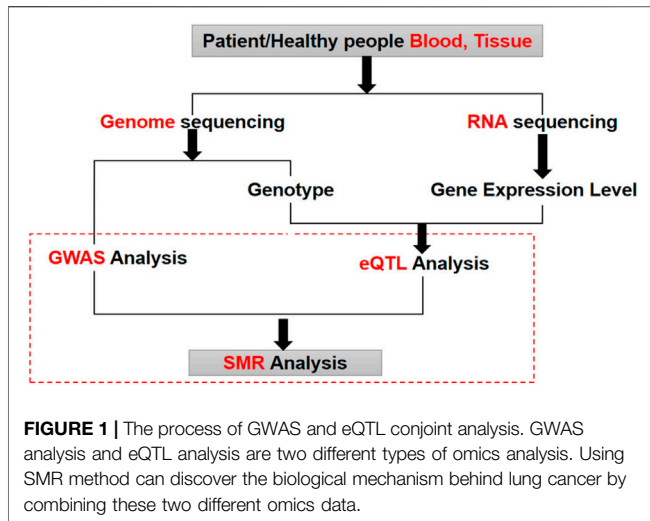 Patient/Healthy people Blood, Tissue
Genome sequencing
RNA sequencing
Genotype
Gene Expression Level
GWAS Analysis
eQTL Analysis
SMR Analysis
FIGURE 1 | The process of GWAS and eQTL conjoint analysis. GWAS
analysis and eQTL analysis are two different types of omics analysis. Using
SMR method can discover the biological mechanism behind lung cancer by
combining these two different omics data.